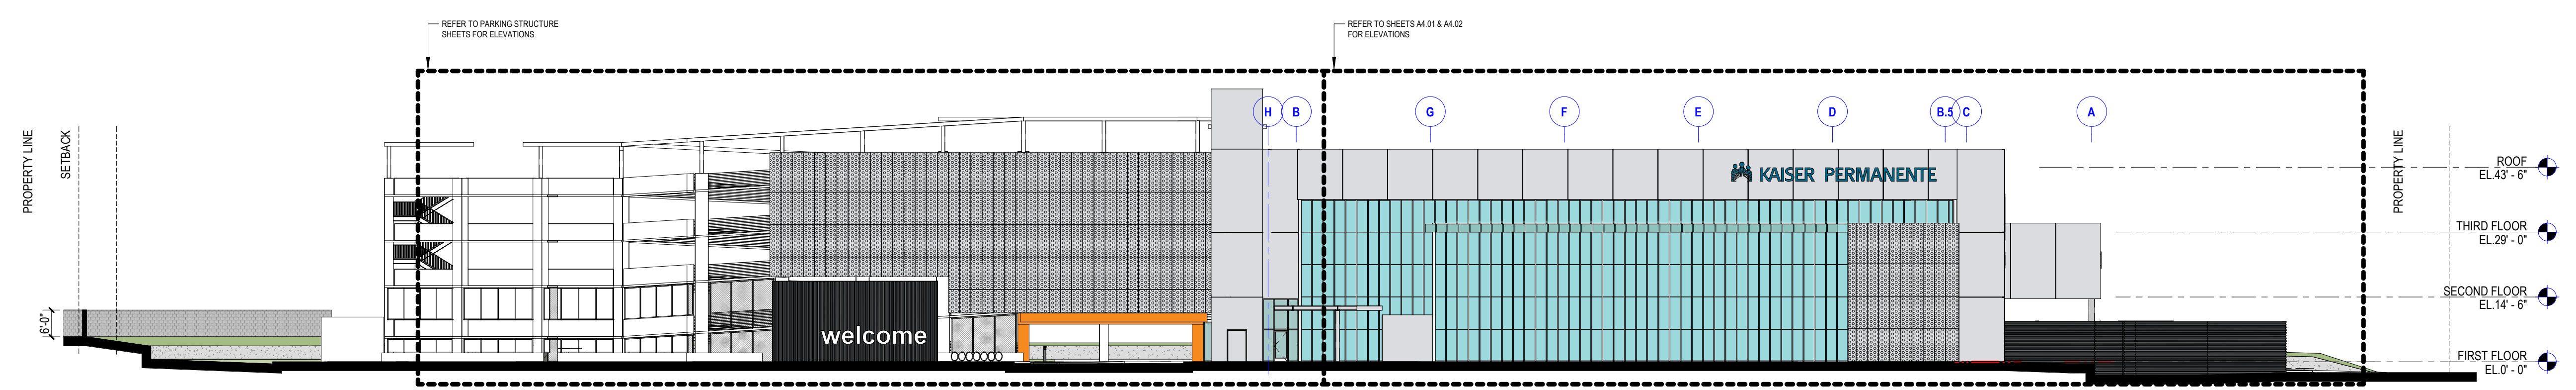 REFER TO PARKING STRUCTURE
SHEETS FOR ELEVATIONS
REFER TO SHEETS A4.01 & A4.02
FOR ELEVATIONS
PROPERTY LINE
SETBACK
H
B
G
F
E
D
B.5
C
A
PROPERTY LINE
KAISER PERMANENTE
ROOF
EL.43' - 6"
THIRD FLOOR
EL.29' - 0"
SECOND FLOOR
EL.14' - 6"
6'-0"
welcome
FIRST FLOOR
EL.0' - 0"